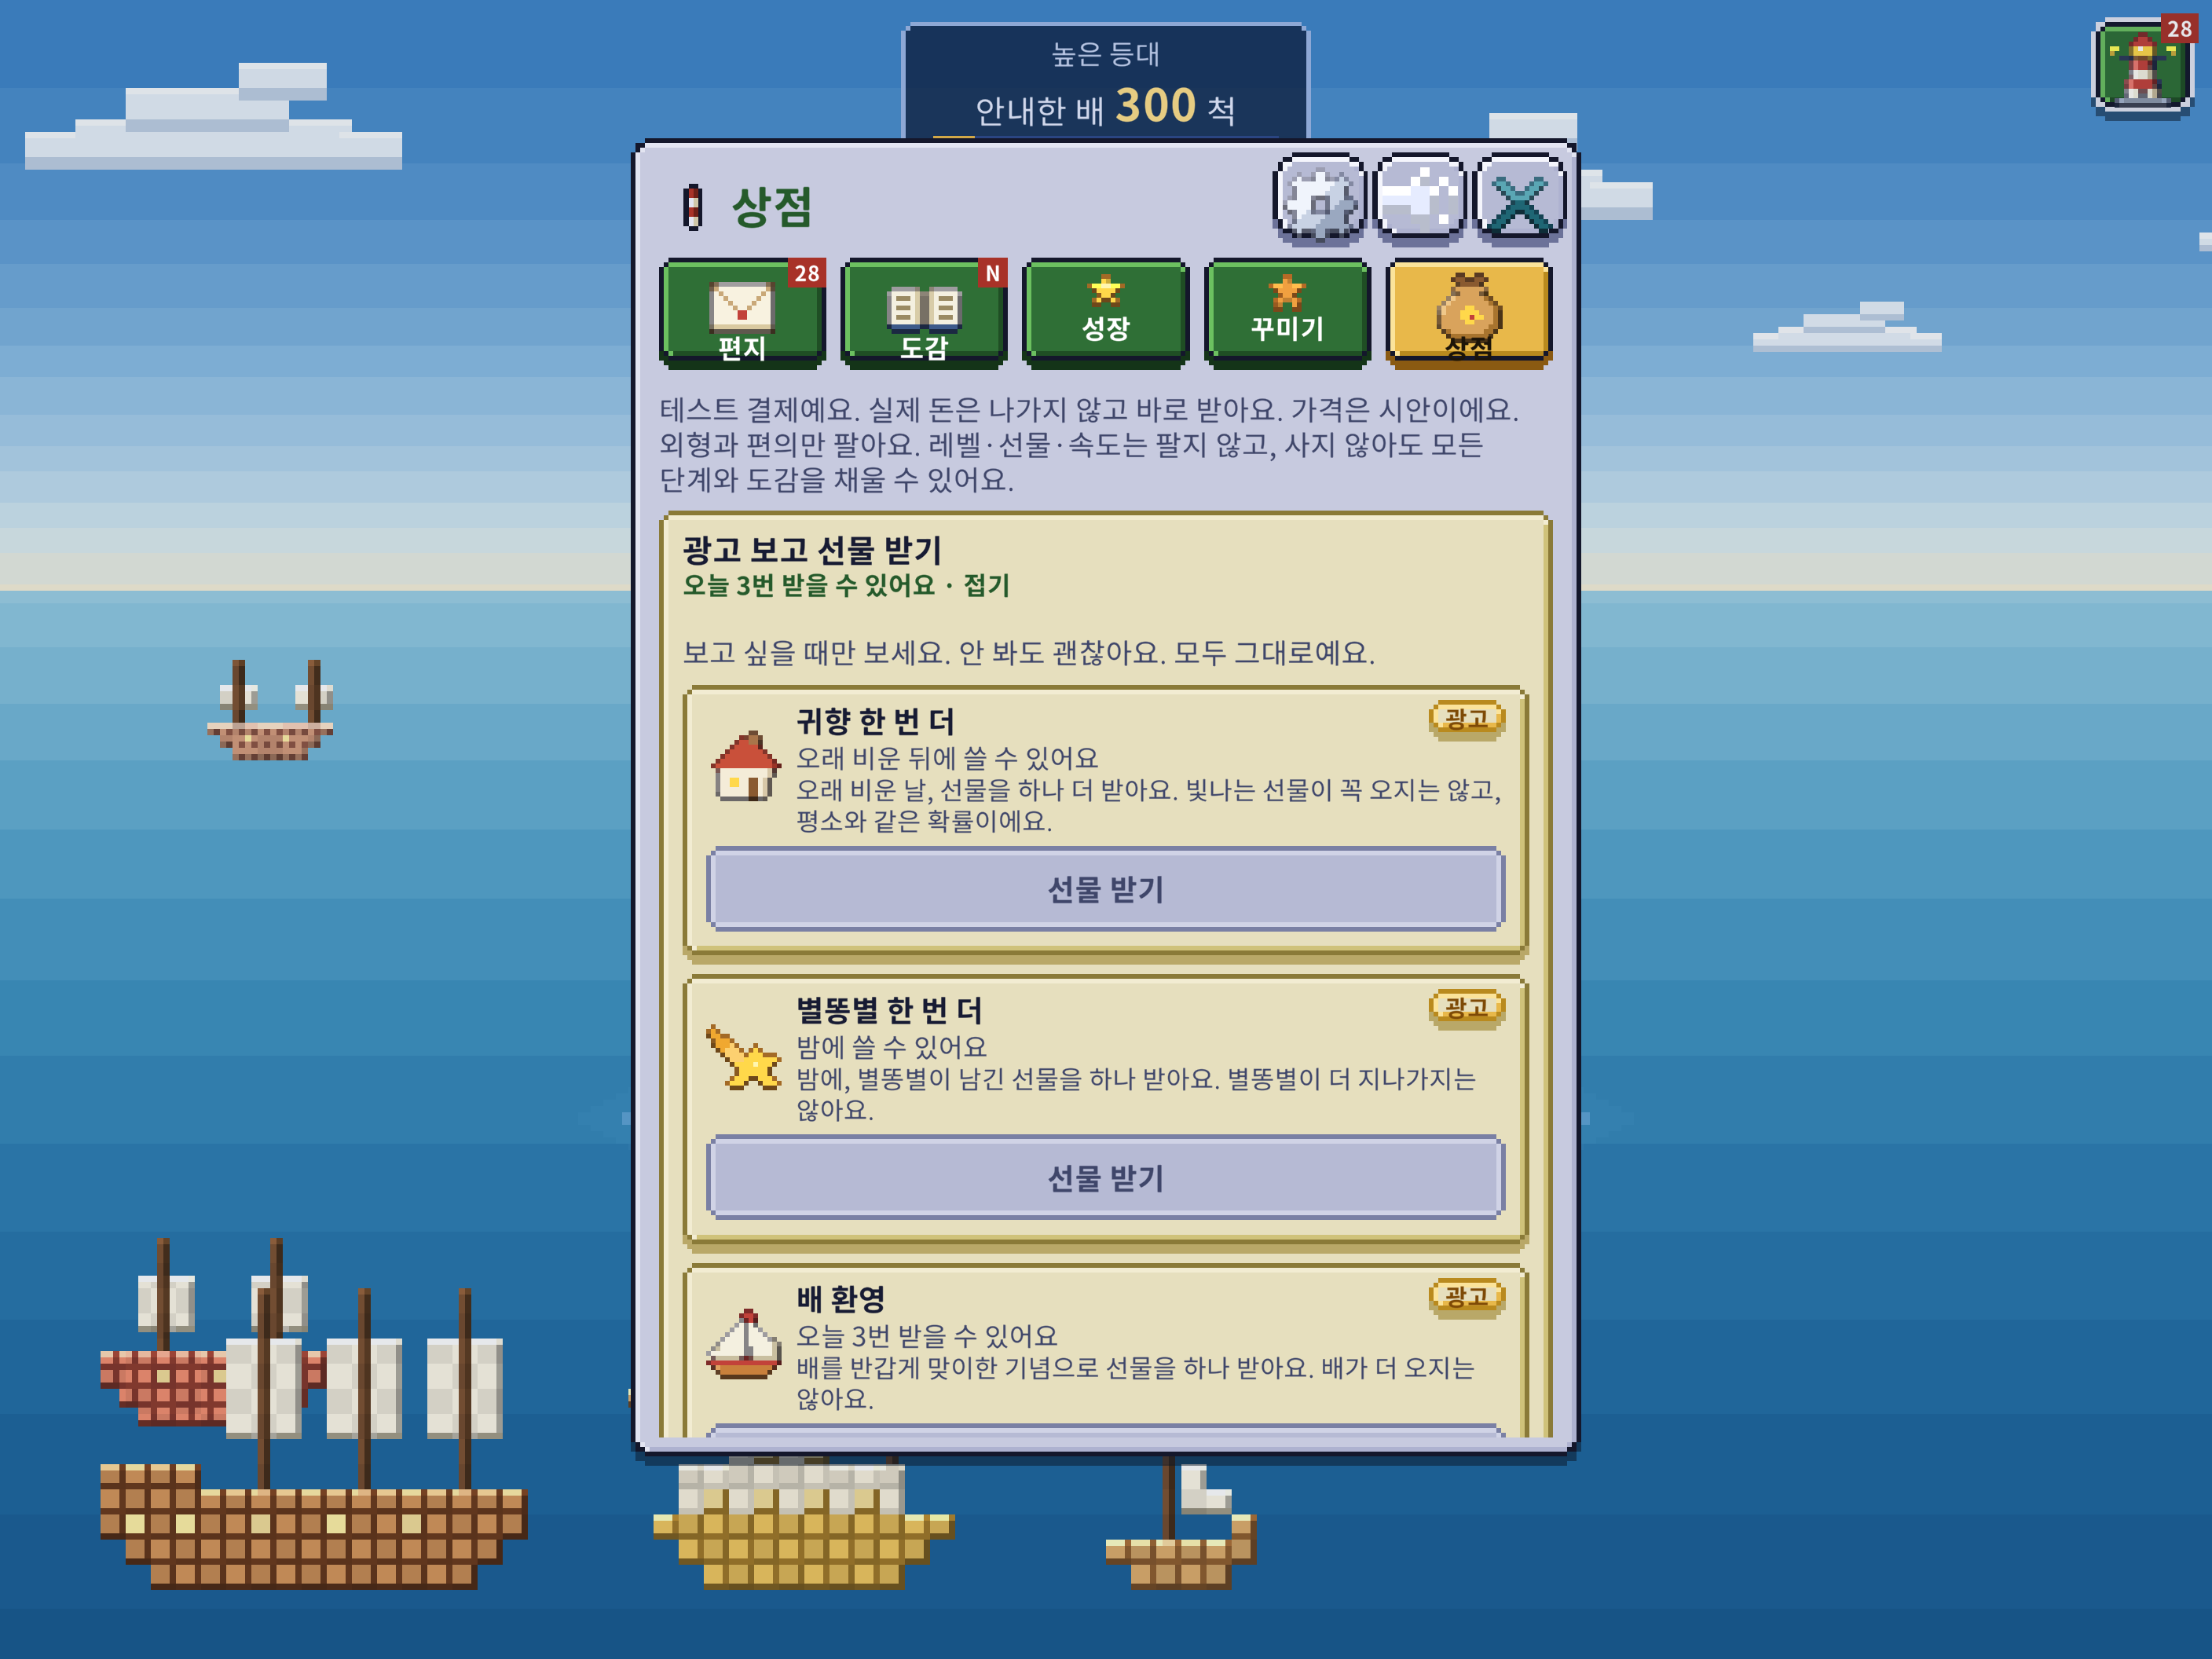 높은 등대
안내한 배 300 척
28
상점
28
N
편지
도감
성장
꾸미기
상점
테스트 결제예요. 실제 돈은 나가지 않고 바로 받아요. 가격은 시안이에요.
외형과 편의만 팔아요. 레벨·선물·속도는 팔지 않고, 사지 않아도 모든
단계와 도감을 채울 수 있어요.
광고 보고 선물 받기
오늘 3번 받을 수 있어요 · 접기
보고 싶을 때만 보세요. 안 봐도 괜찮아요. 모두 그대로예요.
귀향 한 번 더
광고
오래 비운 뒤에 쓸 수 있어요
오래 비운 날, 선물을 하나 더 받아요. 빛나는 선물이 꼭 오지는 않고,
평소와 같은 확률이에요.
선물 받기
별똥별 한 번 더
광고
밤에 쓸 수 있어요
밤에, 별똥별이 남긴 선물을 하나 받아요. 별똥별이 더 지나가지는
않아요.
선물 받기
배 환영
광고
오늘 3번 받을 수 있어요
배를 반갑게 맞이한 기념으로 선물을 하나 받아요. 배가 더 오지는
않아요.